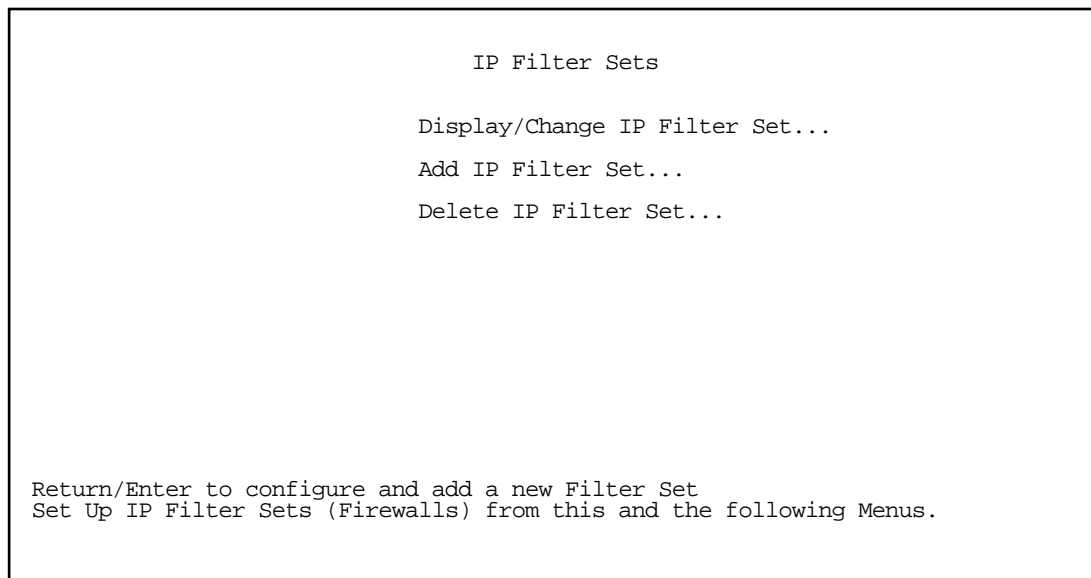 IP Filter Sets
Display/Change IP Filter Set...
Add IP Filter Set...
Delete IP Filter Set...
Return/Enter to configure and add a new Filter Set
Set Up IP Filter Sets (Firewalls) from this and the following Menus.